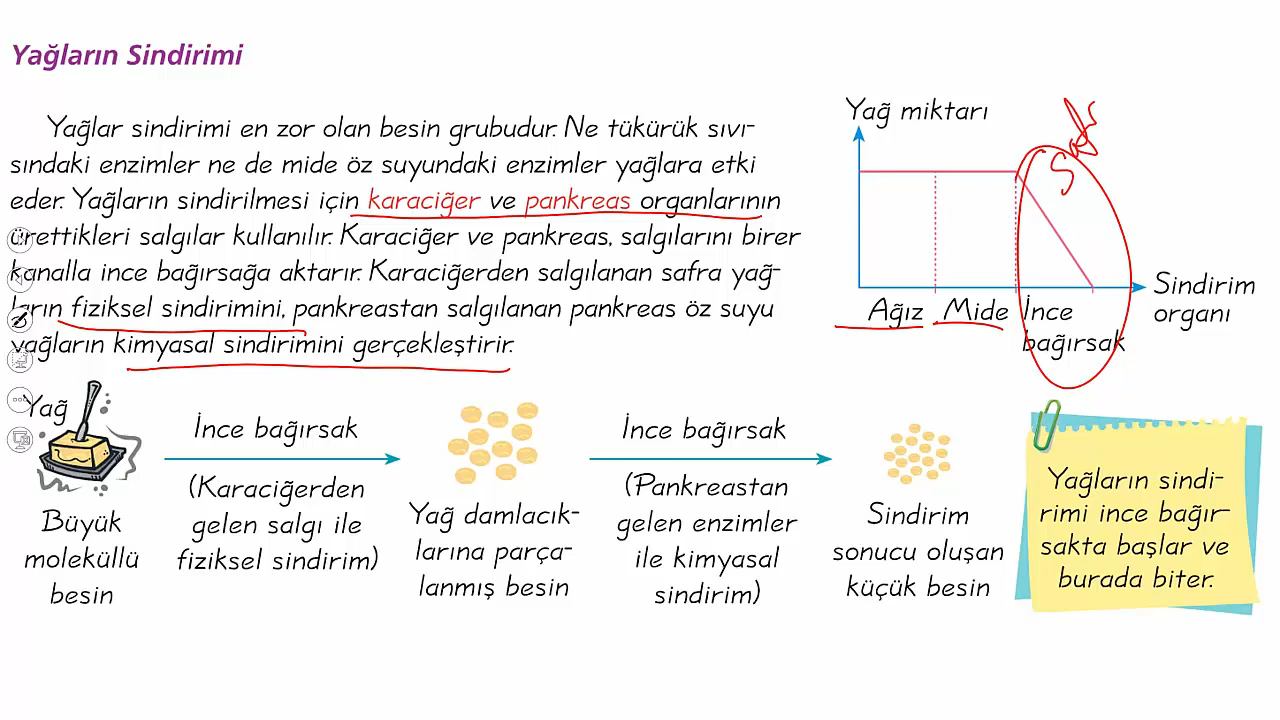 Yağların Sindirimi
Yağlar sindirimi en zor olan besin grubudur. Ne tükürük sıvı-
sındaki enzimler ne de mide öz suyundaki enzimler yağlara etki
eder. Yağların sindirilmesi için karaciğer ve pankreas organlarının
ürettikleri salgılar kullanılır. Karaciğer ve pankreas, salgılarını birer
kanalla ince bağırsağa aktarır. Karaciğerden salgılanan safra yağ-
ların fiziksel sindirimini, pankreastan salgılanan pankreas öz suyu
yağların kimyasal sindirimini gerçekleştirir.
Yağ miktarı
Ağız
Mide
İnce
bağırsak
Sindirim
organı
Yağ
Büyük
moleküllü
besin
İnce bağırsak
(Karaciğerden
gelen salgı ile
fiziksel sindirim)
Yağ damlacık-
larına parça-
lanmış besin
İnce bağırsak
(Pankreastan
gelen enzimler
ile kimyasal
sindirim)
Sindirim
sonucu oluşan
küçük besin
Yağların sindi-
rimi ince bağır-
sakta başlar ve
burada biter.